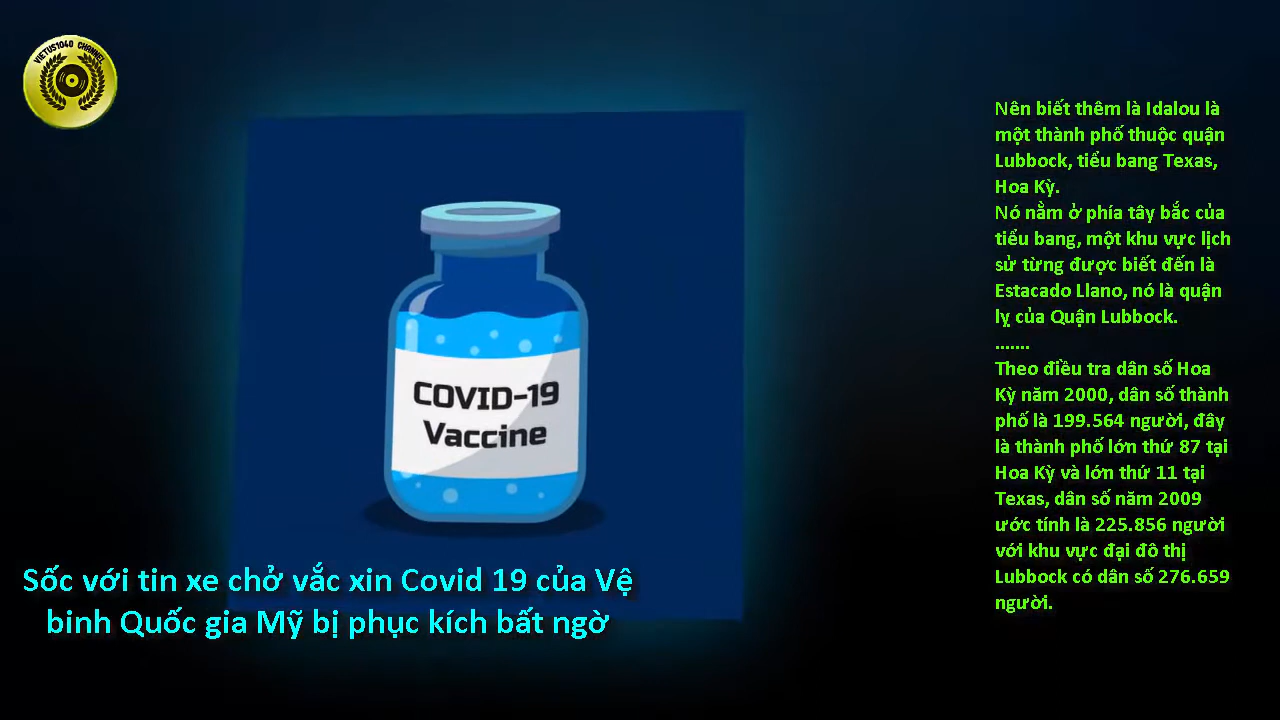 VIETUS1040 CHANNEL
Nên biết thêm là Idalou là
một thành phố thuộc quận
Lubbock, tiểu bang Texas,
Hoa Kỳ.
Nó nằm ở phía tây bắc của
tiểu bang, một khu vực lịch
sử từng được biết đến là
Estacado Llano, nó là quận
lỵ của Quận Lubbock.
.......
Theo điều tra dân số Hoa
Kỳ năm 2000, dân số thành
phố là 199.564 người, đây
là thành phố lớn thứ 87 tại
Hoa Kỳ và lớn thứ 11 tại
Texas, dân số năm 2009
ước tính là 225.856 người
với khu vực đại đô thị
Lubbock có dân số 276.659
người.
COVID-19
Vaccine
Sốc với tin xe chở vắc xin Covid 19 của Vệ
binh Quốc gia Mỹ bị phục kích bất ngờ